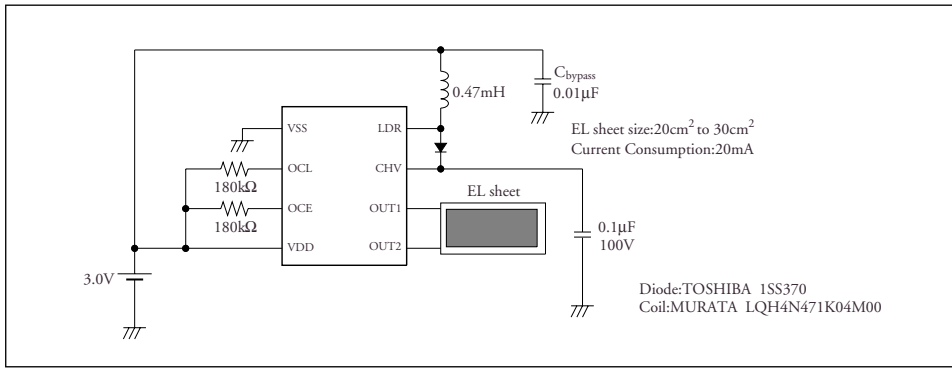 C_bypass
0.01µF
0.47mH
EL sheet size:20cm² to 30cm²
Current Consumption:20mA
VSS
LDR
OCL
CHV
180kΩ
EL sheet
OCE
OUT1
180kΩ
0.1µF
100V
VDD
OUT2
3.0V
Diode:TOSHIBA 1SS370
Coil:MURATA LQH4N471K04M00